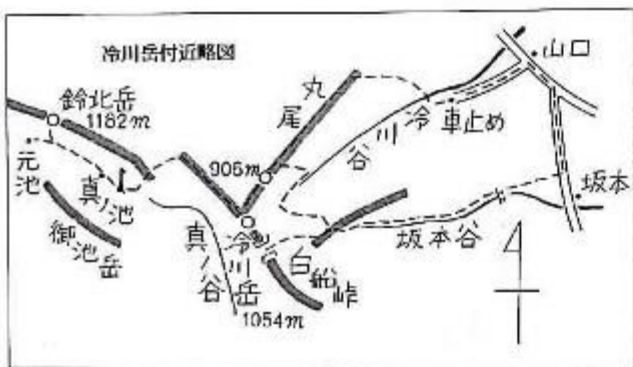 冷川岳付近略図
山口
鈴北岳
1182m
丸尾
冷川谷
車止め
906m
元池
真ノ池
御池岳
坂本
真ノ谷
冷川岳
1054m
白船峠
坂本谷